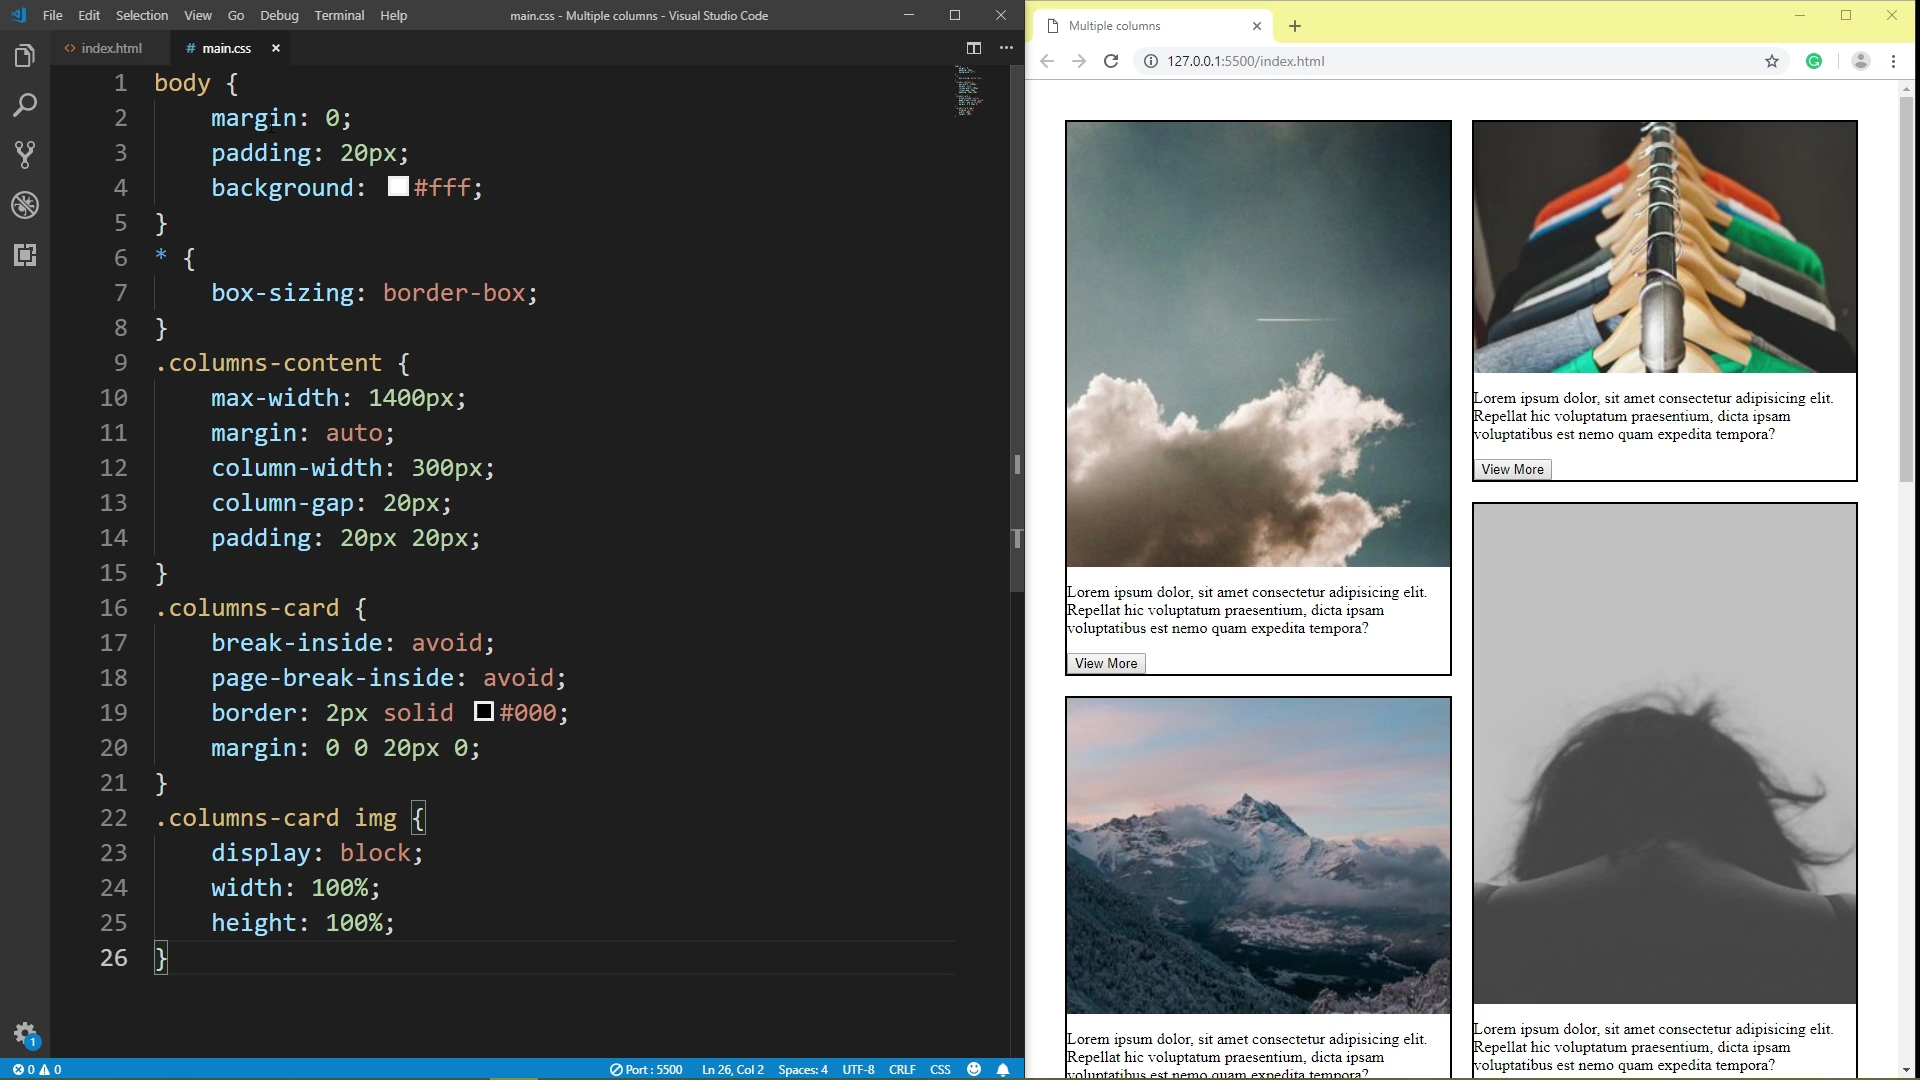 File Edit Selection View Go Debug Terminal Help
main.css - Multiple columns - Visual Studio Code
index.html
main.css
1 body {
2 margin: 0;
3 padding: 20px;
4 background: #fff;
5 }
6 * {
7 box-sizing: border-box;
8 }
9 .columns-content {
10 max-width: 1400px;
11 margin: auto;
12 column-width: 300px;
13 column-gap: 20px;
14 padding: 20px 20px;
15 }
16 .columns-card {
17 break-inside: avoid;
18 page-break-inside: avoid;
19 border: 2px solid #000;
20 margin: 0 0 20px 0;
21 }
22 .columns-card img {
23 display: block;
24 width: 100%;
25 height: 100%;
26 }
1
0 0
Port : 5500 Ln 26, Col 2 Spaces: 4 UTF-8 CRLF CSS
Multiple columns
127.0.0.1:5500/index.html
Lorem ipsum dolor, sit amet consectetur adipisicing elit.
Repellat hic voluptatum praesentium, dicta ipsam
voluptatibus est nemo quam expedita tempora?
View More
Lorem ipsum dolor, sit amet consectetur adipisicing elit.
Repellat hic voluptatum praesentium, dicta ipsam
voluptatibus est nemo quam expedita tempora?
Lorem ipsum dolor, sit amet consectetur adipisicing elit.
Repellat hic voluptatum praesentium, dicta ipsam
voluptatibus est nemo quam expedita tempora?
View More
Lorem ipsum dolor, sit amet consectetur adipisicing elit.
Repellat hic voluptatum praesentium, dicta ipsam
voluptatibus est nemo quam expedita tempora?